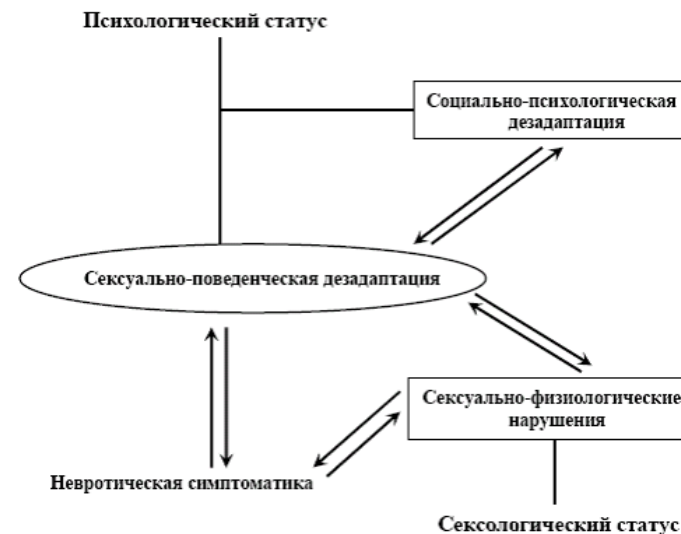 Психологический статус
Социально-психологическая
дезадаптация
Сексуально-поведенческая дезадаптация
Сексуально-физиологические
нарушения
Невротическая симптоматика
Сексологический статус